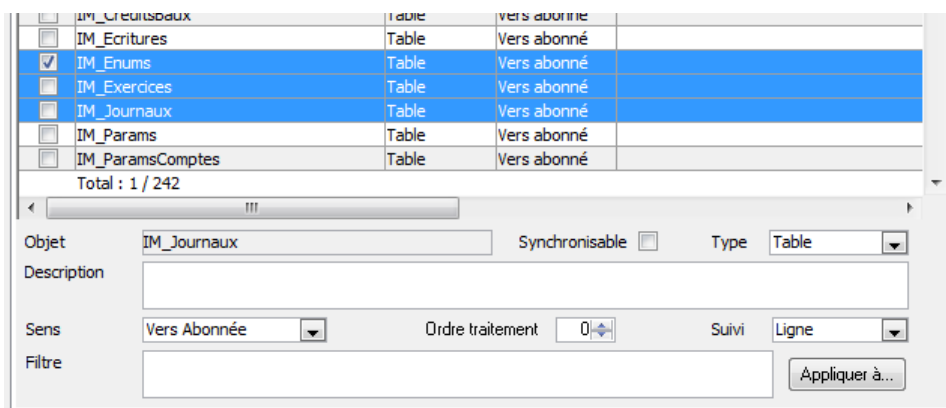 IM_CreditsBaux Table Vers abonné
IM_Ecritures Table Vers abonné
IM_Enums Table Vers abonné
IM_Exercices Table Vers abonné
IM_Journaux Table Vers abonné
IM_Params Table Vers abonné
IM_ParamsComptes Table Vers abonné
Total : 1 / 242
Objet IM_Journaux Synchronisable Type Table
Description
Sens Vers Abonnée Ordre traitement 0 Suivi Ligne
Filtre
Appliquer à...